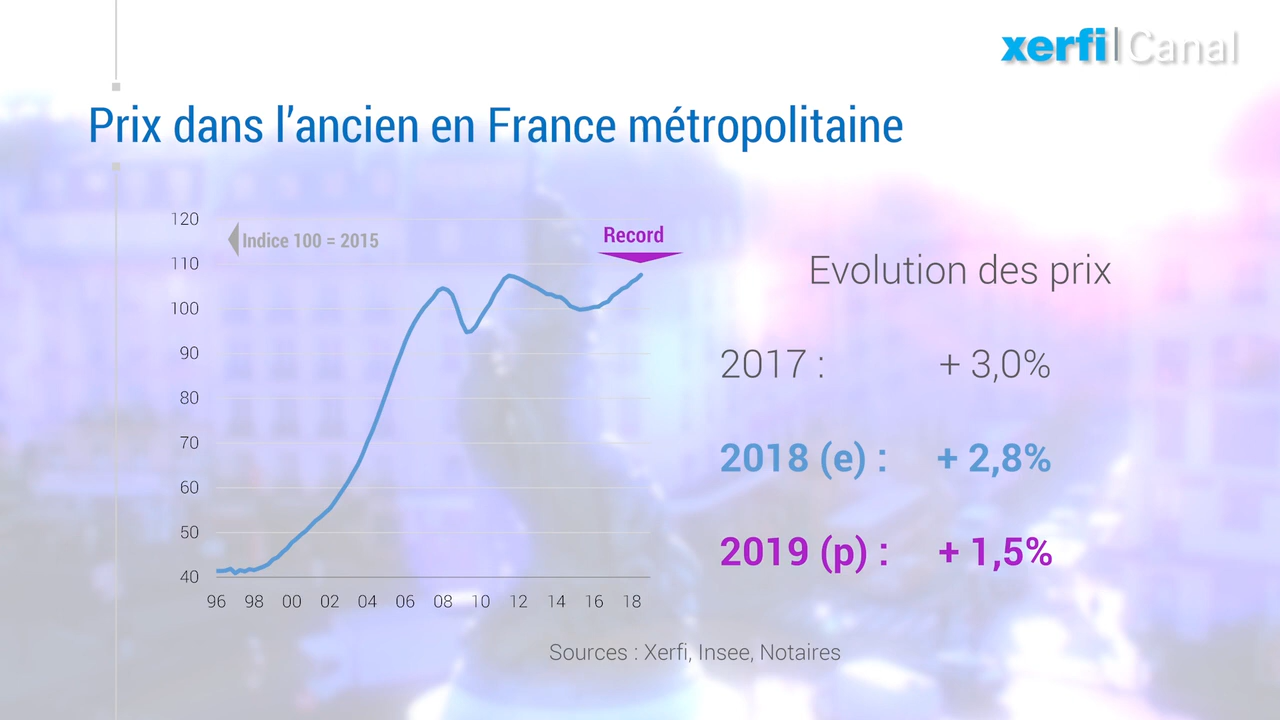 xerfi Canal
Prix dans l’ancien en France métropolitaine
120
Indice 100 = 2015
Record
110
100
90
80
70
60
50
40
96 98 00 02 04 06 08 10 12 14 16 18
Evolution des prix
2017 : + 3,0%
2018 (e) : + 2,8%
2019 (p) : + 1,5%
Sources : Xerfi, Insee, Notaires